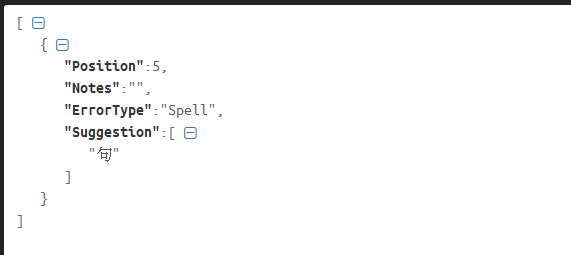 [
{
"Position":5,
"Notes":"",
"ErrorType":"Spell",
"Suggestion":[
"句"
]
}
]